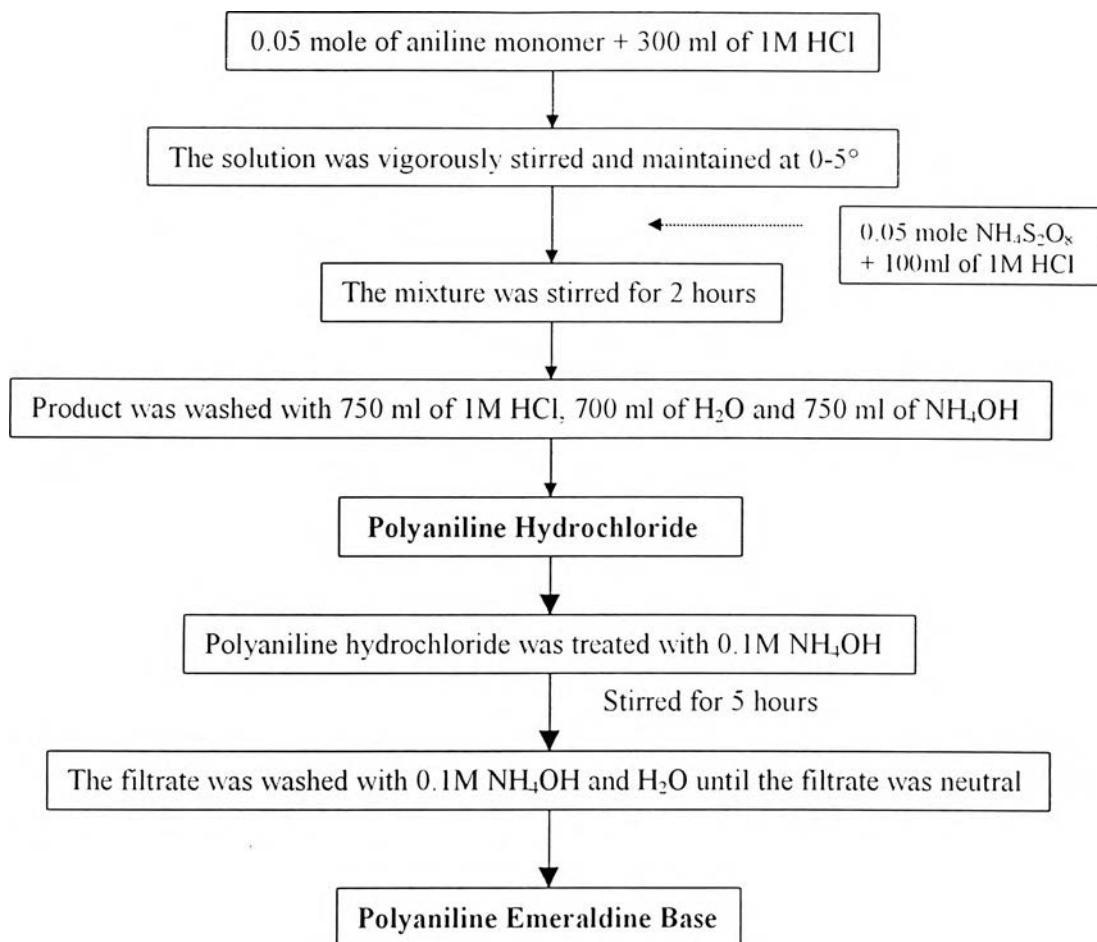 0.05 mole of aniline monomer + 300 ml of 1M HCl
The solution was vigorously stirred and maintained at 0-5°
0.05 mole NH₄S₂O₈
+ 100ml of 1M HCl
The mixture was stirred for 2 hours
Product was washed with 750 ml of 1M HCl, 700 ml of H₂O and 750 ml of NH₄OH
Polyaniline Hydrochloride
Polyaniline hydrochloride was treated with 0.1M NH₄OH
Stirred for 5 hours
The filtrate was washed with 0.1M NH₄OH and H₂O until the filtrate was neutral
Polyaniline Emeraldine Base